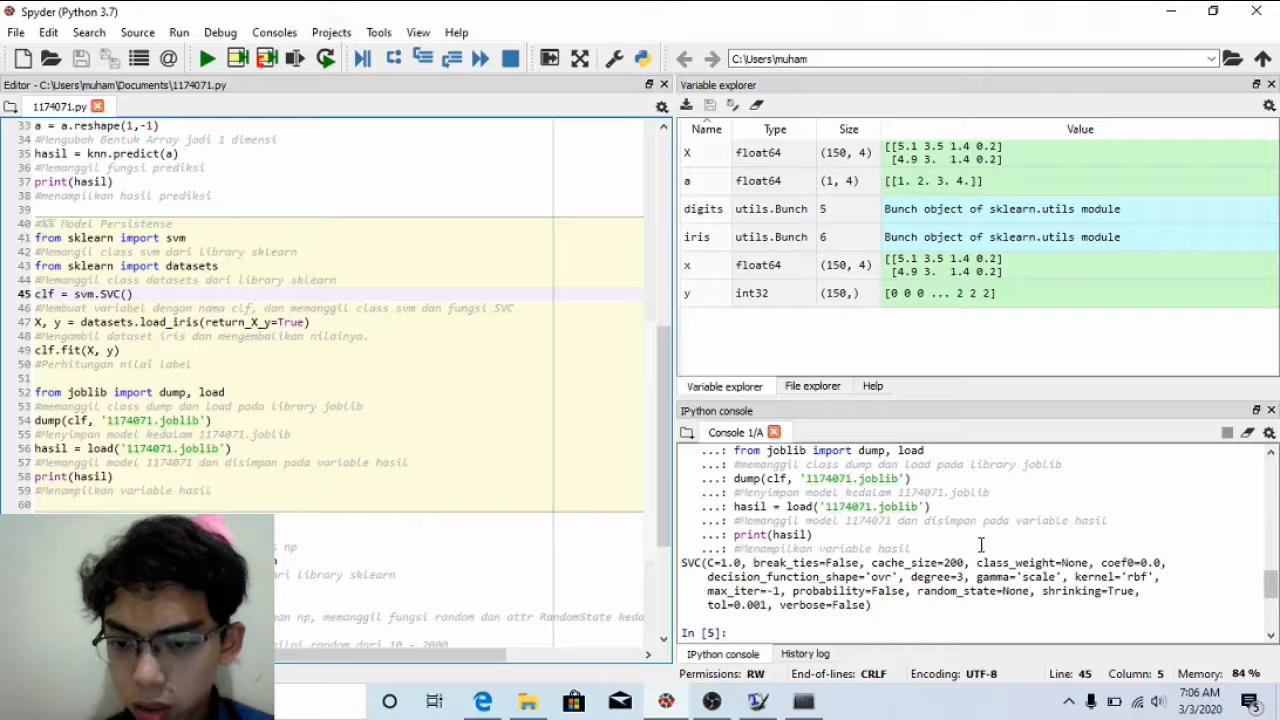 Spyder (Python 3.7)
File Edit Search Source Run Debug Consoles Projects Tools View Help
C:\Users\muham
Editor - C:\Users\muham\Documents\1174071.py
1174071.py
33 a = a.reshape(1,-1)
34 #Mengubah Bentuk Array jadi 1 dimensi
35 hasil = knn.predict(a)
36 #Memanggil fungsi prediksi
37 print(hasil)
38 #menampilkan hasil prediksi
39
40 #%% Model Persistense
41 from sklearn import svm
42 #Memangil class svm dari library sklearn
43 from sklearn import datasets
44 #Memangil class datasets dari library sklearn
45 clf = svm.SVC()
46 #Membuat variabel dengan nama clf, dan memanggil class svm dan fungsi SVC
47 X, y = datasets.load_iris(return_X_y=True)
48 #Mengambil dataset iris dan mengembalikan nilainya.
49 clf.fit(X, y)
50 #Perhitungan nilai label
51
52 from joblib import dump, load
53 #memanggil class dump dan load pada library joblib
54 dump(clf, '1174071.joblib')
55 #Menyimpan model kedalam 1174071.joblib
56 hasil = load('1174071.joblib')
57 #Memanggil model 1174071 dan disimpan pada variable hasil
58 print(hasil)
59 #Menampilkan variable hasil
60
s np
ri library sklearn
an np, memanggil fungsi random dan attr RandomState keda
ilai random dari 10 - 2000
Variable explorer
Name Type Size Value
X float64 (150, 4) [[5.1 3.5 1.4 0.2]
[4.9 3. 1.4 0.2]
a float64 (1, 4) [[1. 2. 3. 4.]]
digits utils.Bunch 5 Bunch object of sklearn.utils module
iris utils.Bunch 6 Bunch object of sklearn.utils module
x float64 (150, 4) [[5.1 3.5 1.4 0.2]
[4.9 3. 1.4 0.2]
y int32 (150,) [0 0 0 ... 2 2 2]
Variable explorer File explorer Help
IPython console
Console 1/A
...: from joblib import dump, load
...: #memanggil class dump dan load pada library joblib
...: dump(clf, '1174071.joblib')
...: #Menyimpan model kedalam 1174071.joblib
...: hasil = load('1174071.joblib')
...: #Memanggil model 1174071 dan disimpan pada variable hasil
...: print(hasil)
...: #Menampilkan variable hasil
SVC(C=1.0, break_ties=False, cache_size=200, class_weight=None, coef0=0.0,
decision_function_shape='ovr', degree=3, gamma='scale', kernel='rbf',
max_iter=-1, probability=False, random_state=None, shrinking=True,
tol=0.001, verbose=False)
In [5]:
IPython console History log
Permissions: RW End-of-lines: CRLF Encoding: UTF-8 Line: 45 Column: 5 Memory: 84 %
7:06 AM
3/3/2020
5